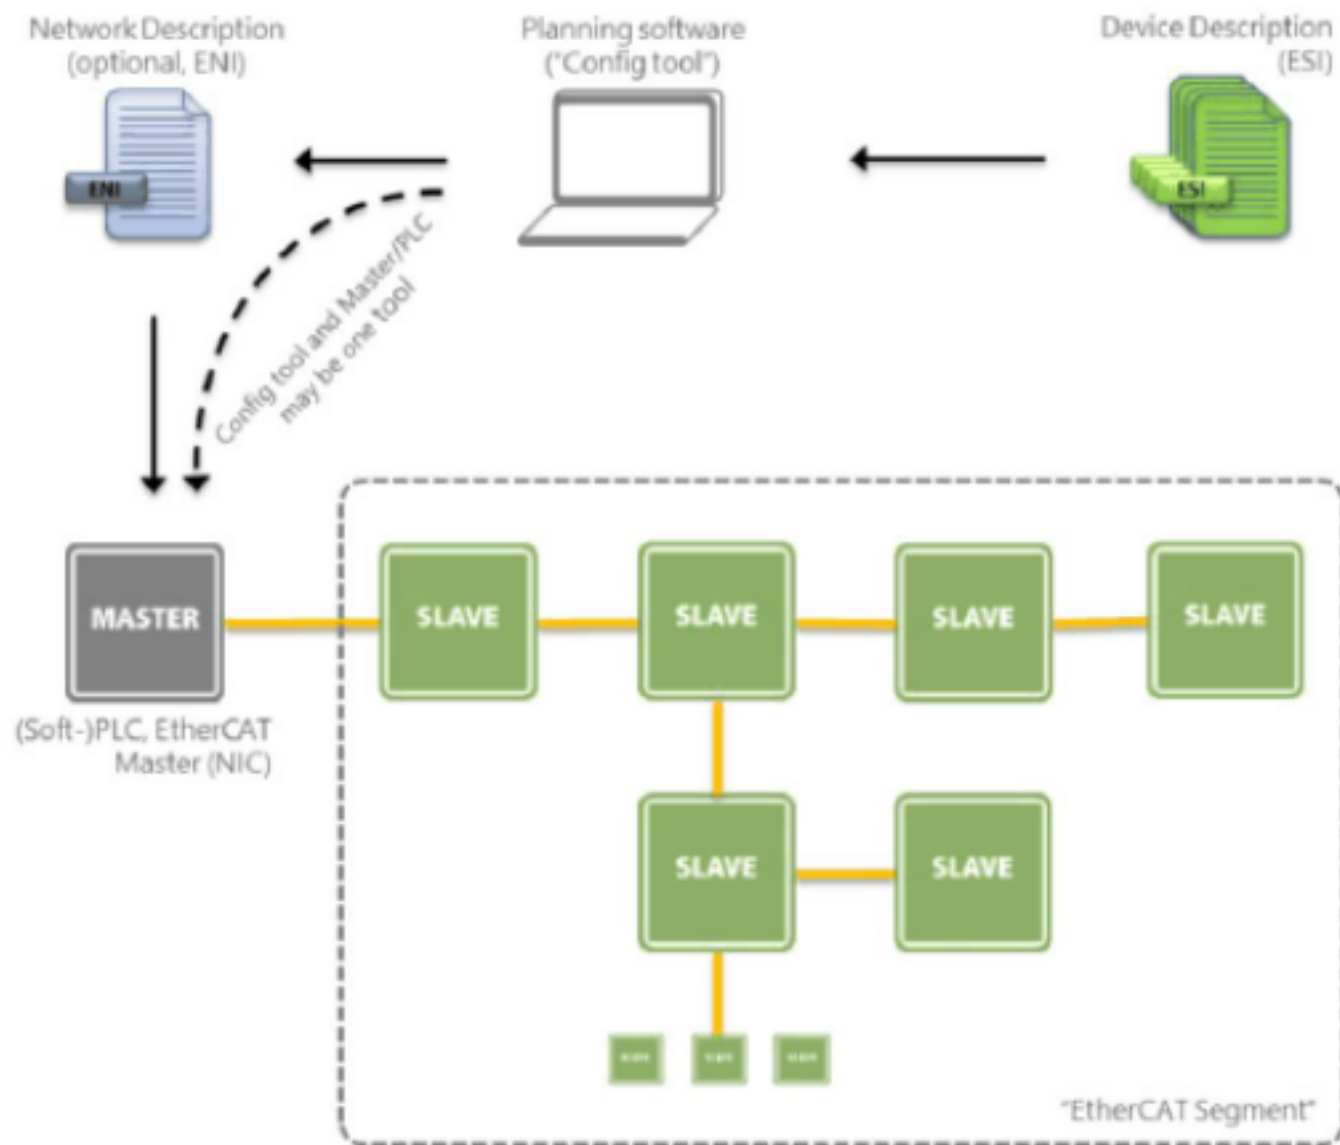 Network Description
(optional, ENI)
Planning software
("Config tool")
Device Description
(ESI)
ENI
ESI
Config tool and Master/PLC
may be one tool
MASTER
SLAVE
SLAVE
SLAVE
SLAVE
(Soft-)PLC, EtherCAT
Master (NIC)
SLAVE
SLAVE
"EtherCAT Segment"